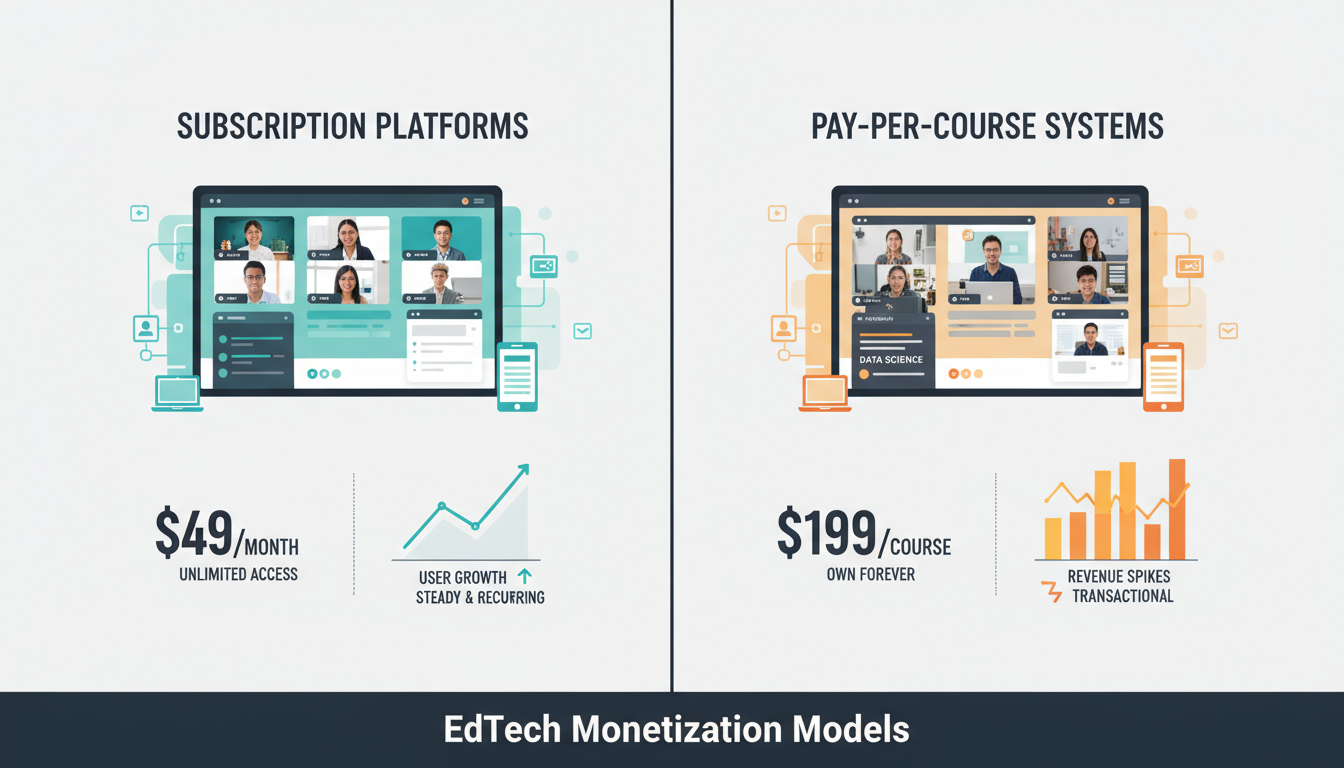 SUBSCRIPTION PLATFORMS
$49/MONTH
UNLIMITED ACCESS
USER GROWTH
STEADY & RECURRING
PAY-PER-COURSE SYSTEMS
DATA SCIENCE
$199/COURSE
OWN FOREVER
REVENUE SPIKES
TRANSACTIONAL
EdTech Monetization Models